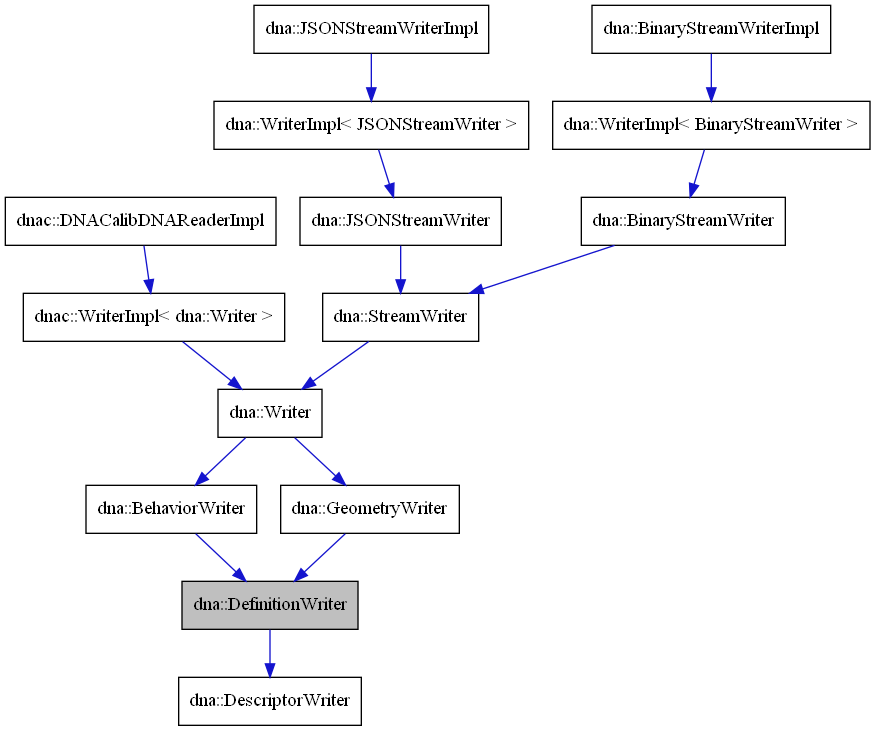 dna::JSONStreamWriterImpl
dna::BinaryStreamWriterImpl
dna::WriterImpl< JSONStreamWriter >
dna::WriterImpl< BinaryStreamWriter >
dnac::DNACalibDNAReaderImpl
dna::JSONStreamWriter
dna::BinaryStreamWriter
dnac::WriterImpl< dna::Writer >
dna::StreamWriter
dna::Writer
dna::BehaviorWriter
dna::GeometryWriter
dna::DefinitionWriter
dna::DescriptorWriter